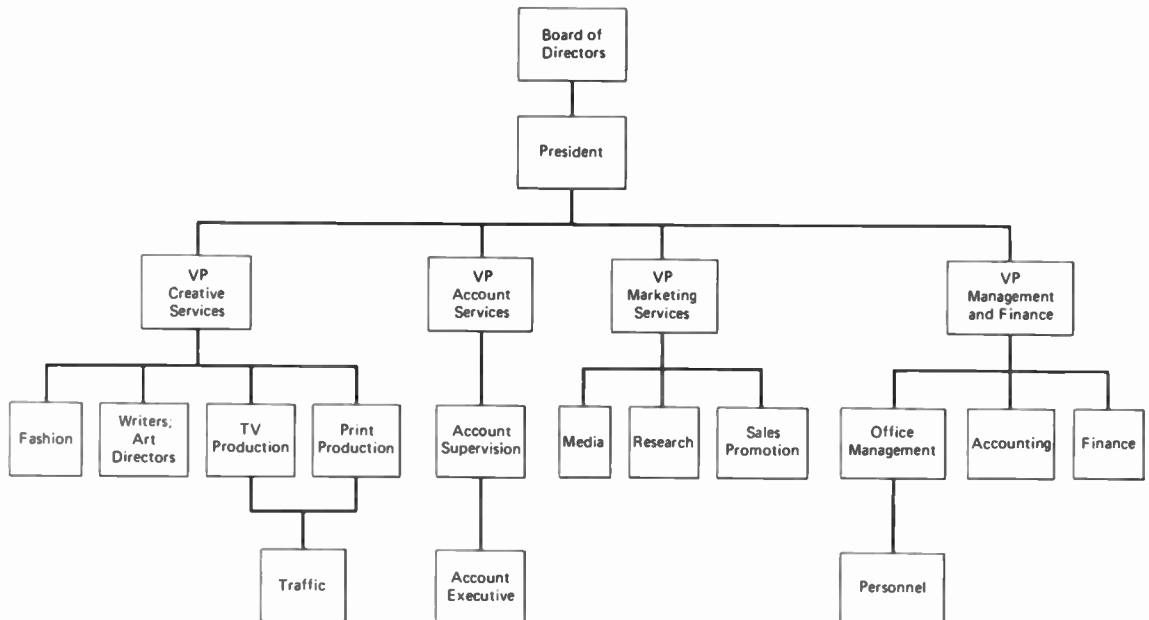 Board of
Directors
President
VP
Creative
Services
VP
Account
Services
VP
Marketing
Services
VP
Management
and Finance
Fashion
Writers;
Art
Directors
TV
Production
Print
Production
Account
Supervision
Media
Research
Sales
Promotion
Office
Management
Accounting
Finance
Traffic
Account
Executive
Personnel